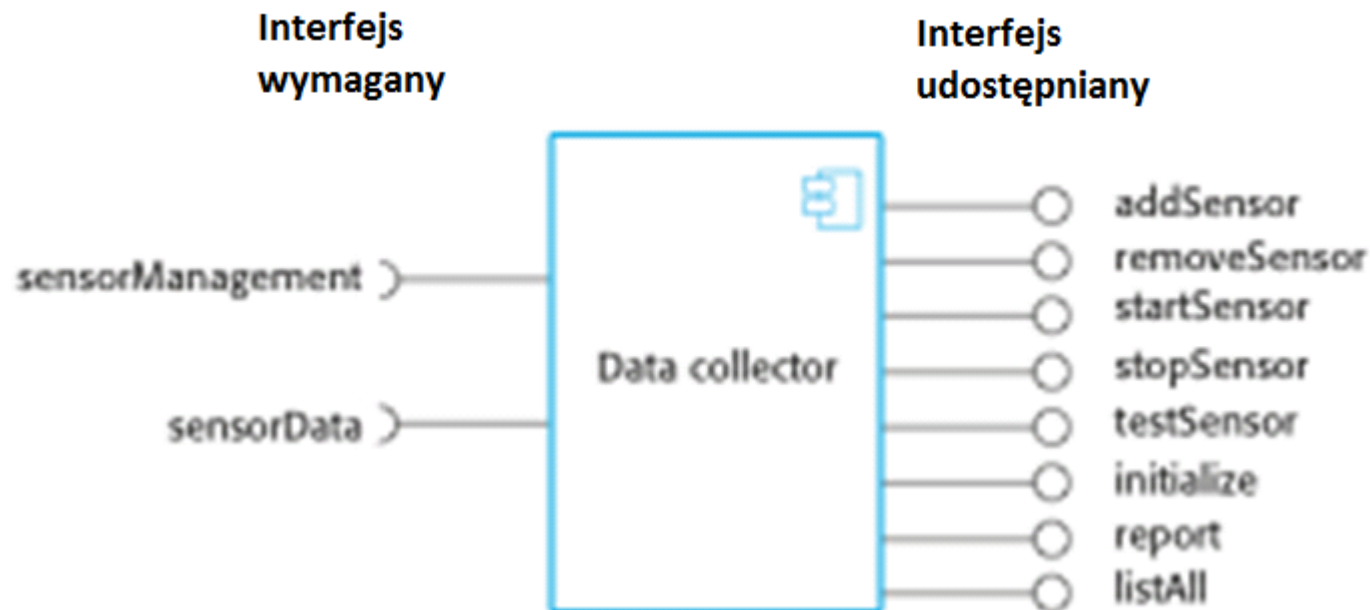 Interfejs
wymagany
Interfejs
udostępniany
sensorManagement
sensorData
Data collector
addSensor
removeSensor
startSensor
stopSensor
testSensor
initialize
report
listAll